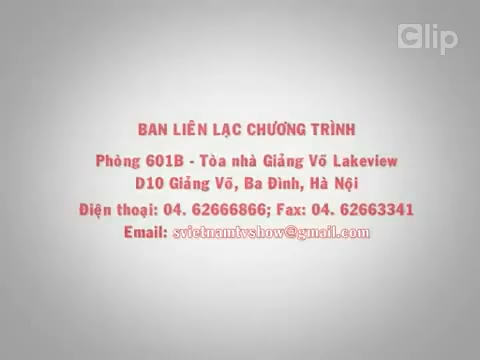 Clip
BAN LIÊN LẠC CHƯƠNG TRÌNH
Phòng 601B - Tòa nhà Giảng Võ Lakeview
D10 Giảng Võ, Ba Đình, Hà Nội
Điện thoại: 04. 62666866; Fax: 04. 62663341
Email: svietnamtvshow@gmail.com